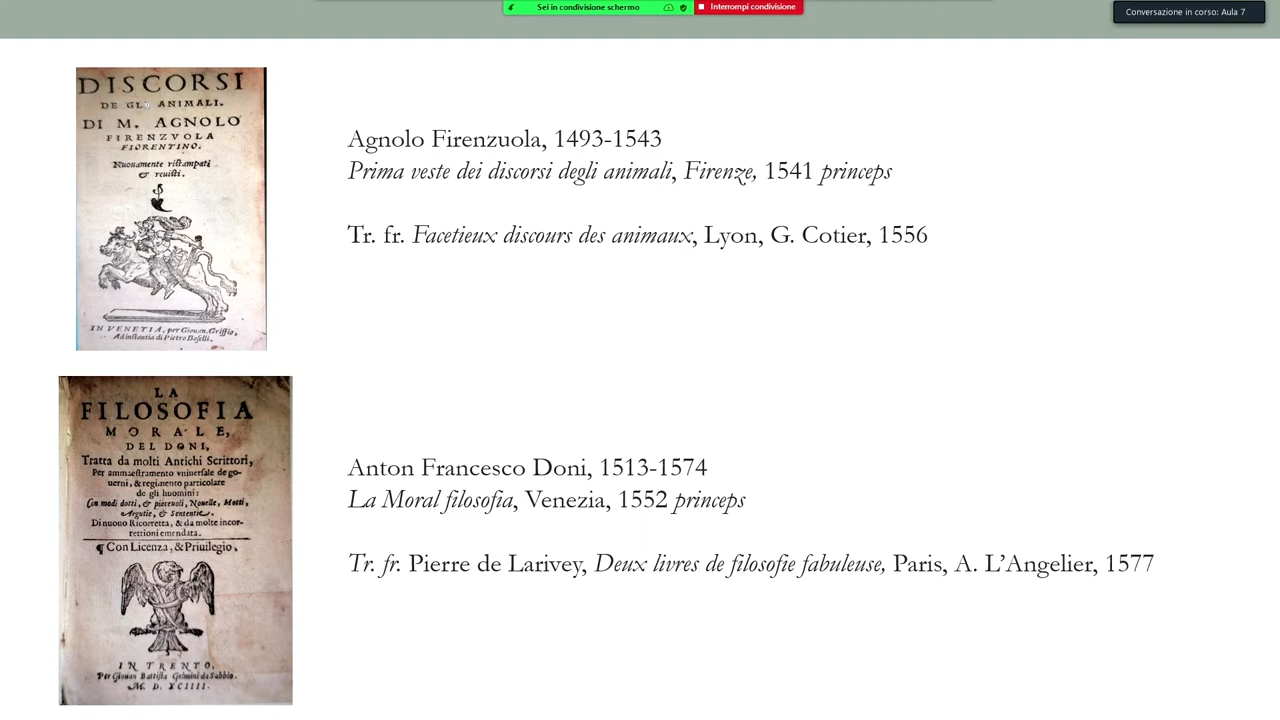 Sei in condivisione schermo
Interrompi condivisione
Conversazione in corso: Aula 7
DISCORSI
DE GLI ANIMALI.
DI M. AGNOLO
FIRENZVOLA
FIORENTINO.
Nuouamente ristampati
& reuisti.
IN VENETIA, per Giouan. Griffio,
Ad instantia di Pietro Boselli.
Agnolo Firenzuola, 1493-1543
Prima veste dei discorsi degli animali, Firenze, 1541 princeps
Tr. fr. Facetieux discours des animaux, Lyon, G. Cotier, 1556
LA
FILOSOFIA
MORALE,
DEL DONI,
Tratta da molti Antichi Scrittori,
Per ammaestramento vniuersale de go-
uerni, & regimento particolare
de gli huomini:
Con modi dotti, & piaceuoli, Nouelle, Motti,
Argutie, & Sententie.
Di nuouo Ricorretta, & da molte incor-
rettioni emendata.
¶ Con Licenza, & Priuilegio.
IN TRENTO,
Per Giouan Battista Gelmini da Sabbio.
M. D. XCIIII.
Anton Francesco Doni, 1513-1574
La Moral filosofia, Venezia, 1552 princeps
Tr. fr. Pierre de Larivey, Deux livres de filosofie fabuleuse, Paris, A. L’Angelier, 1577